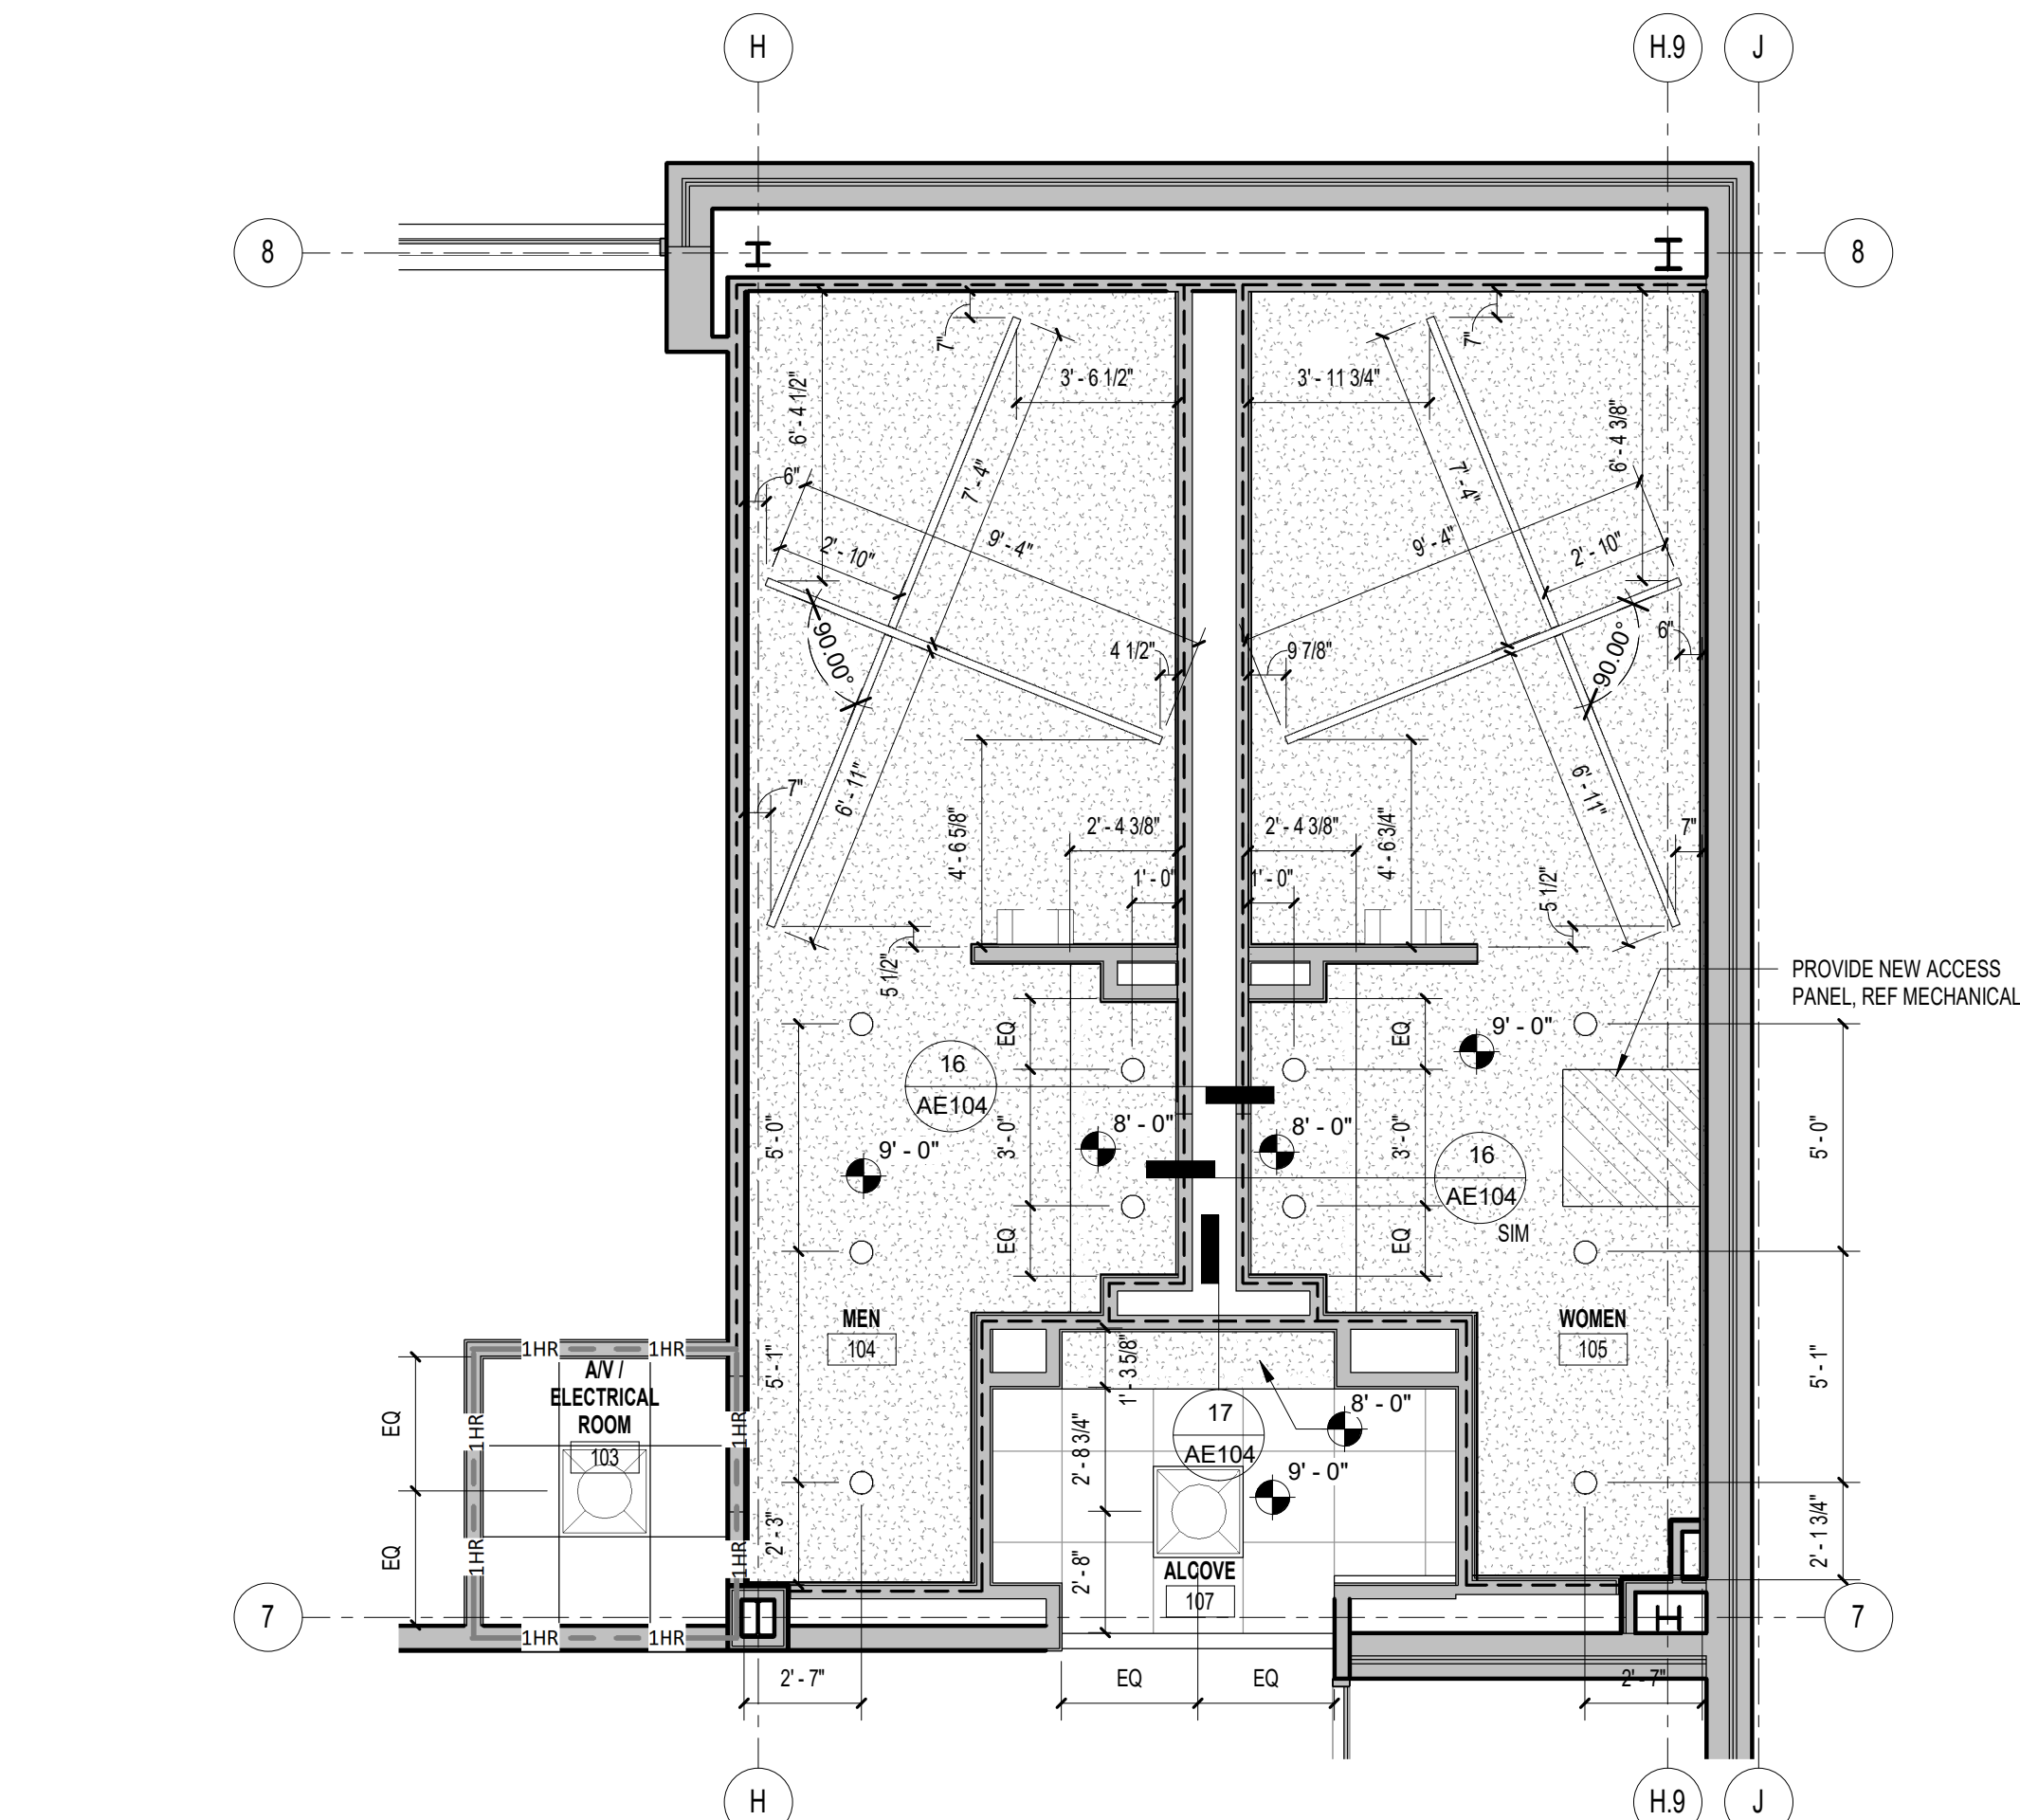 H
H.9
J
8
8
7"
7"
3' - 6 1/2"
3' - 11 3/4"
6' - 4 1/2"
6' - 4 3/8"
6"
7' - 4"
7' - 4"
2' - 10"
9' - 4"
9' - 4"
2' - 10"
90.00°
90.00°
4 1/2"
9 7/8"
6"
7"
6' - 11"
6' - 11"
4' - 6 5/8"
2' - 4 3/8"
2' - 4 3/8"
4' - 6 3/4"
7"
1' - 0"
1' - 0"
5 1/2"
5 1/2"
PROVIDE NEW ACCESS
PANEL, REF MECHANICAL
EQ
EQ
9' - 0"
16
AE104
5' - 0"
9' - 0"
3' - 0"
8' - 0"
8' - 0"
3' - 0"
16
AE104
SIM
5' - 0"
EQ
EQ
MEN
104
WOMEN
105
1HR
1HR
A/V /
ELECTRICAL
ROOM
103
1HR
1HR
1HR
1HR
1HR
1HR
EQ
EQ
5' - 1"
2' - 3"
1' - 3 5/8"
2' - 8 3/4"
2' - 8"
17
AE104
8' - 0"
9' - 0"
ALCOVE
107
5' - 1"
2' - 1 3/4"
7
7
2' - 7"
EQ
EQ
2' - 7"
H
H.9
J